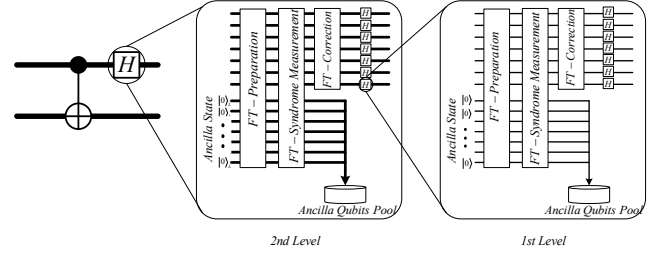 H
Ancilla State
|0⟩
|0⟩
|0⟩
FT – Preparation
FT – Syndrome Measurement
FT – Correction
H
H
H
H
H
H
H
Ancilla Qubits Pool
2nd Level
Ancilla State
|0⟩
|0⟩
|0⟩
FT – Preparation
FT – Syndrome Measurement
FT – Correction
H
H
H
H
H
H
H
Ancilla Qubits Pool
1st Level